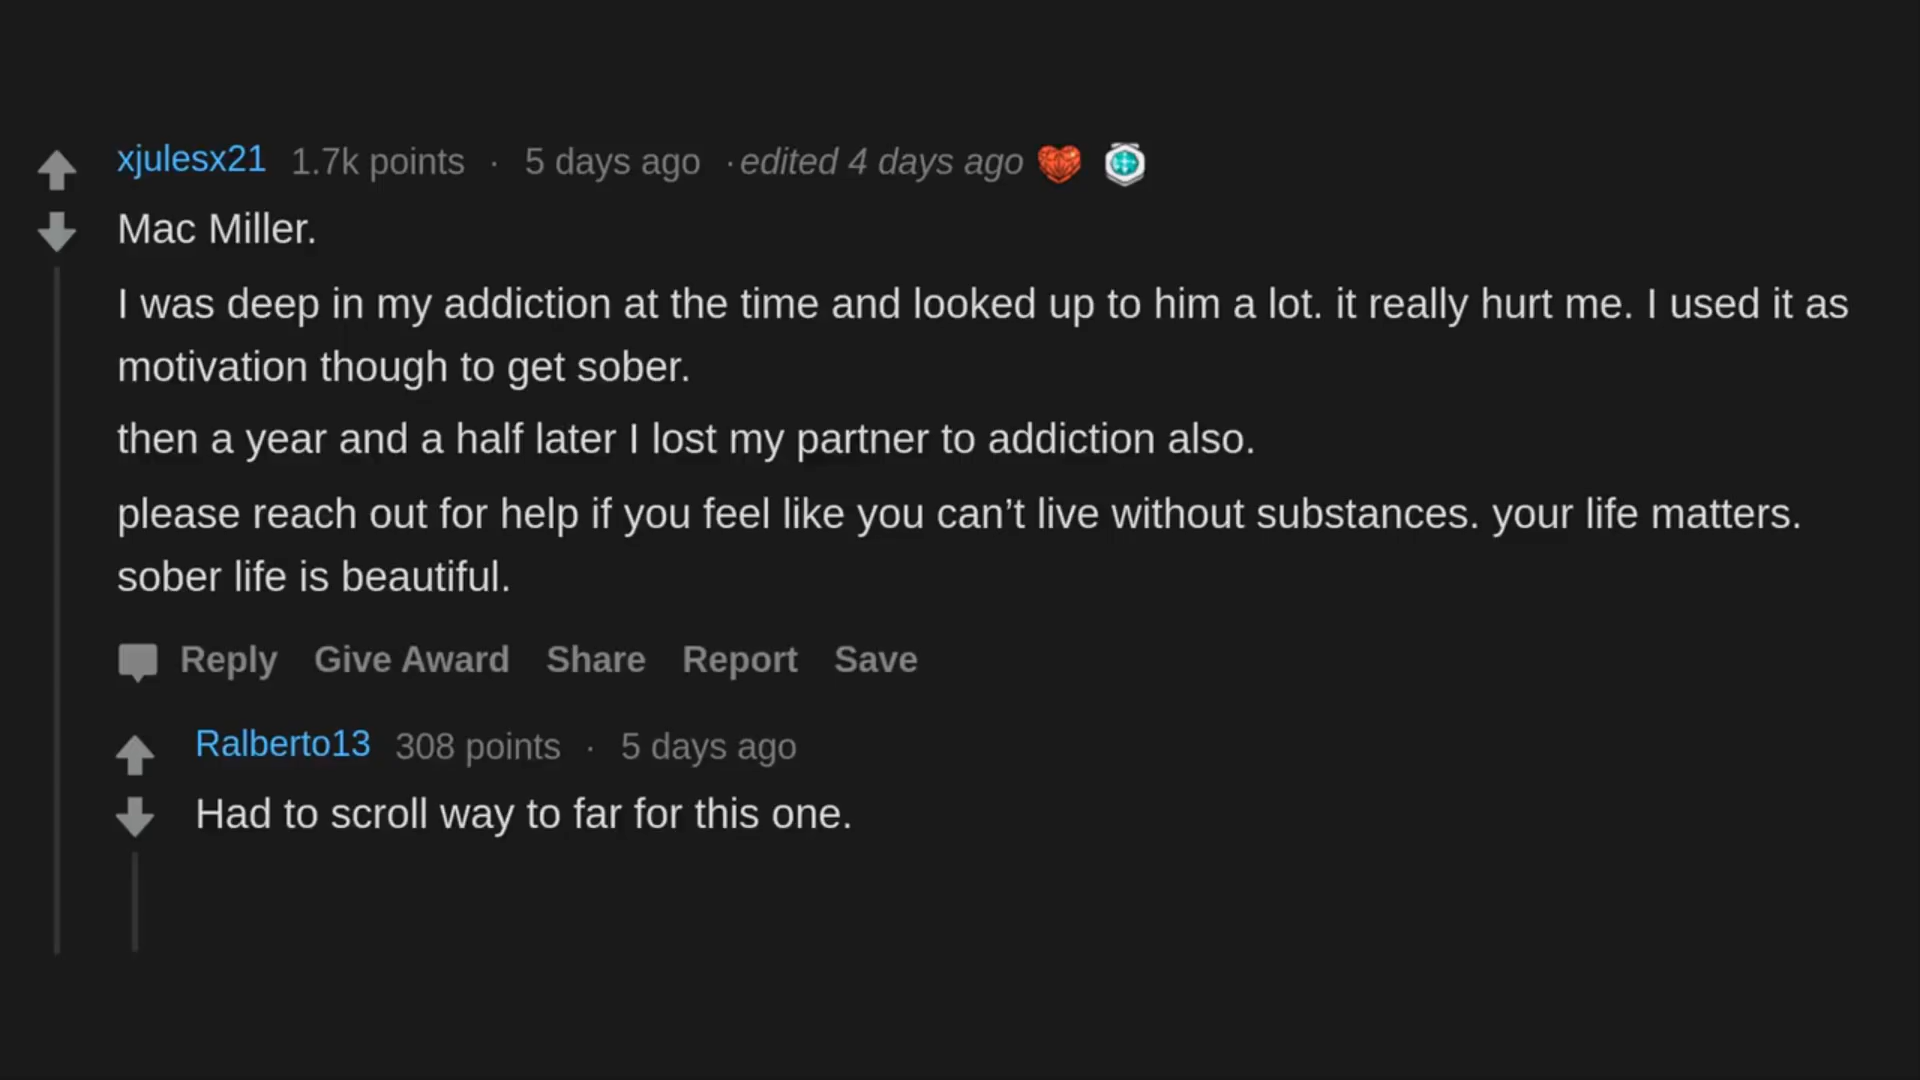 xjulesx21 1.7k points · 5 days ago ·edited 4 days ago
Mac Miller.
I was deep in my addiction at the time and looked up to him a lot. it really hurt me. I used it as
motivation though to get sober.
then a year and a half later I lost my partner to addiction also.
please reach out for help if you feel like you can’t live without substances. your life matters.
sober life is beautiful.
Reply Give Award Share Report Save
Ralberto13 308 points · 5 days ago
Had to scroll way to far for this one.